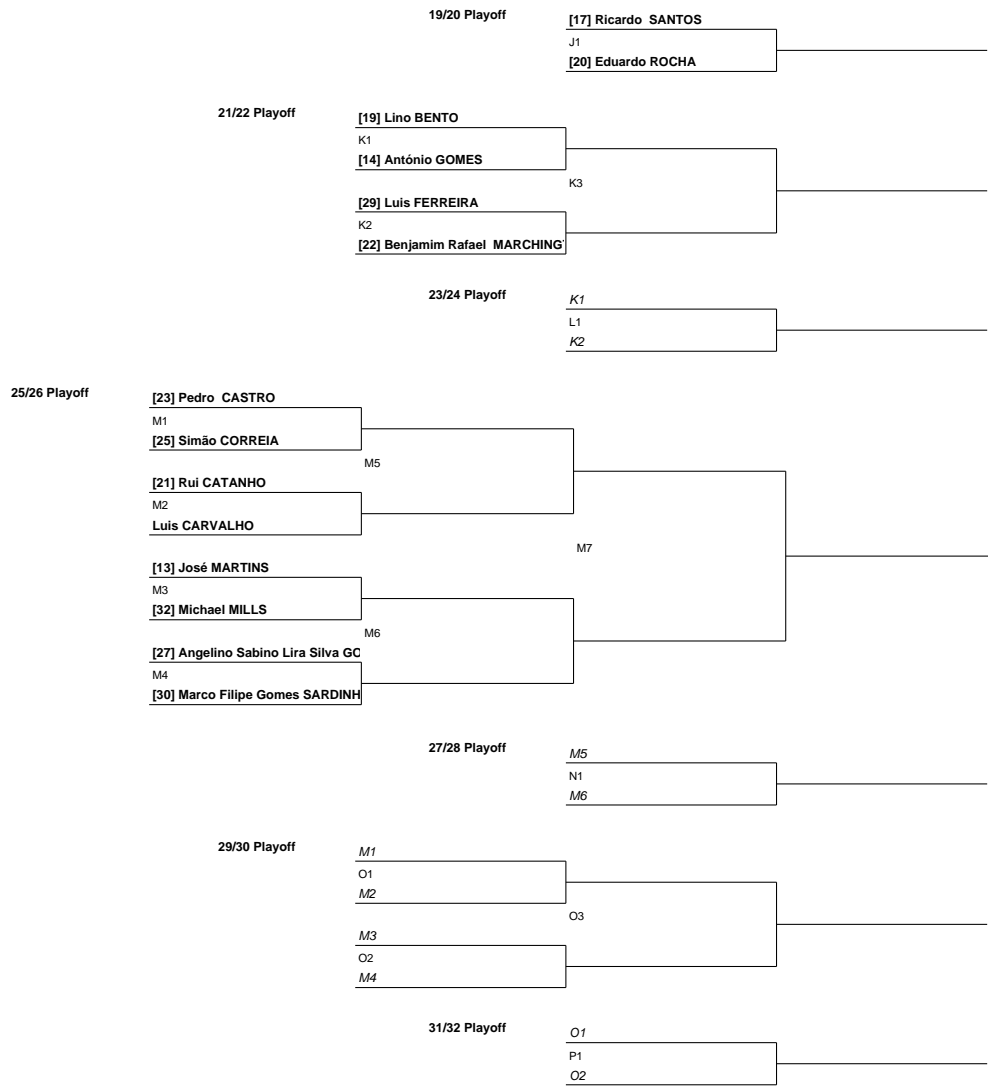 19/20 Playoff
[17] Ricardo  SANTOS
J1
[20] Eduardo ROCHA
21/22 Playoff
[19] Lino BENTO
K1
[14] António GOMES
K3
[29] Luis FERREIRA
K2
[22] Benjamim Rafael  MARCHING
23/24 Playoff
K1
L1
K2
25/26 Playoff
[23] Pedro  CASTRO
M1
[25] Simão CORREIA
M5
[21] Rui CATANHO
M2
Luis CARVALHO
M7
[13] José MARTINS
M3
[32] Michael MILLS
M6
[27] Angelino Sabino Lira Silva GO
M4
[30] Marco Filipe Gomes SARDINH
27/28 Playoff
M5
N1
M6
29/30 Playoff
M1
O1
M2
O3
M3
O2
M4
31/32 Playoff
O1
P1
O2